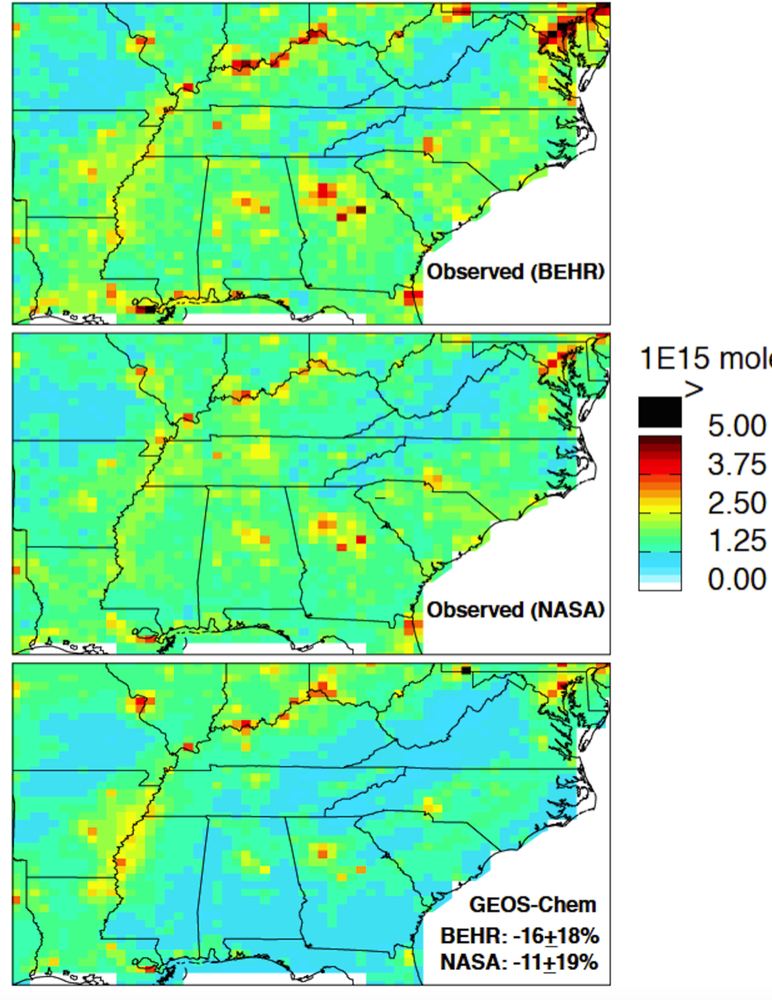 Observed (BEHR)
Observed (NASA)
1E15
>
5.00
3.75
2.50
1.25
0.00
GEOS-Chem
BEHR: -16±18%
NASA: -11±19%